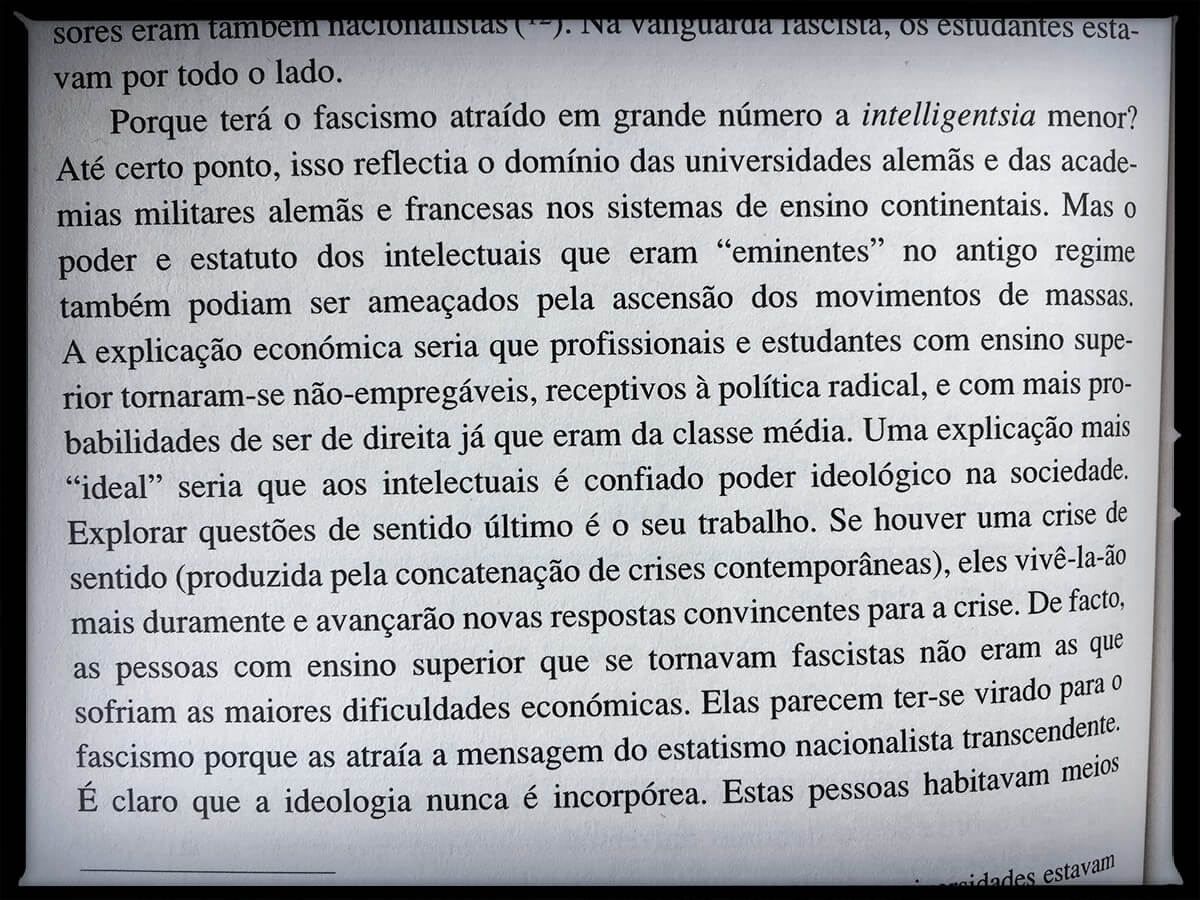 sores eram também nacionalistas (12). Na vanguarda fascista, os estudantes esta-
vam por todo o lado.
Porque terá o fascismo atraído em grande número a intelligentsia menor?
Até certo ponto, isso reflectia o domínio das universidades alemãs e das acade-
mias militares alemãs e francesas nos sistemas de ensino continentais. Mas o
poder e estatuto dos intelectuais que eram “eminentes” no antigo regime
também podiam ser ameaçados pela ascensão dos movimentos de massas.
A explicação económica seria que profissionais e estudantes com ensino supe-
rior tornaram-se não-empregáveis, receptivos à política radical, e com mais pro-
babilidades de ser de direita já que eram da classe média. Uma explicação mais
“ideal” seria que aos intelectuais é confiado poder ideológico na sociedade.
Explorar questões de sentido último é o seu trabalho. Se houver uma crise de
sentido (produzida pela concatenação de crises contemporâneas), eles vivê-la-ão
mais duramente e avançarão novas respostas convincentes para a crise. De facto,
as pessoas com ensino superior que se tornavam fascistas não eram as que
sofriam as maiores dificuldades económicas. Elas parecem ter-se virado para o
fascismo porque as atraía a mensagem do estatismo nacionalista transcendente.
É claro que a ideologia nunca é incorpórea. Estas pessoas habitavam meios
estavam